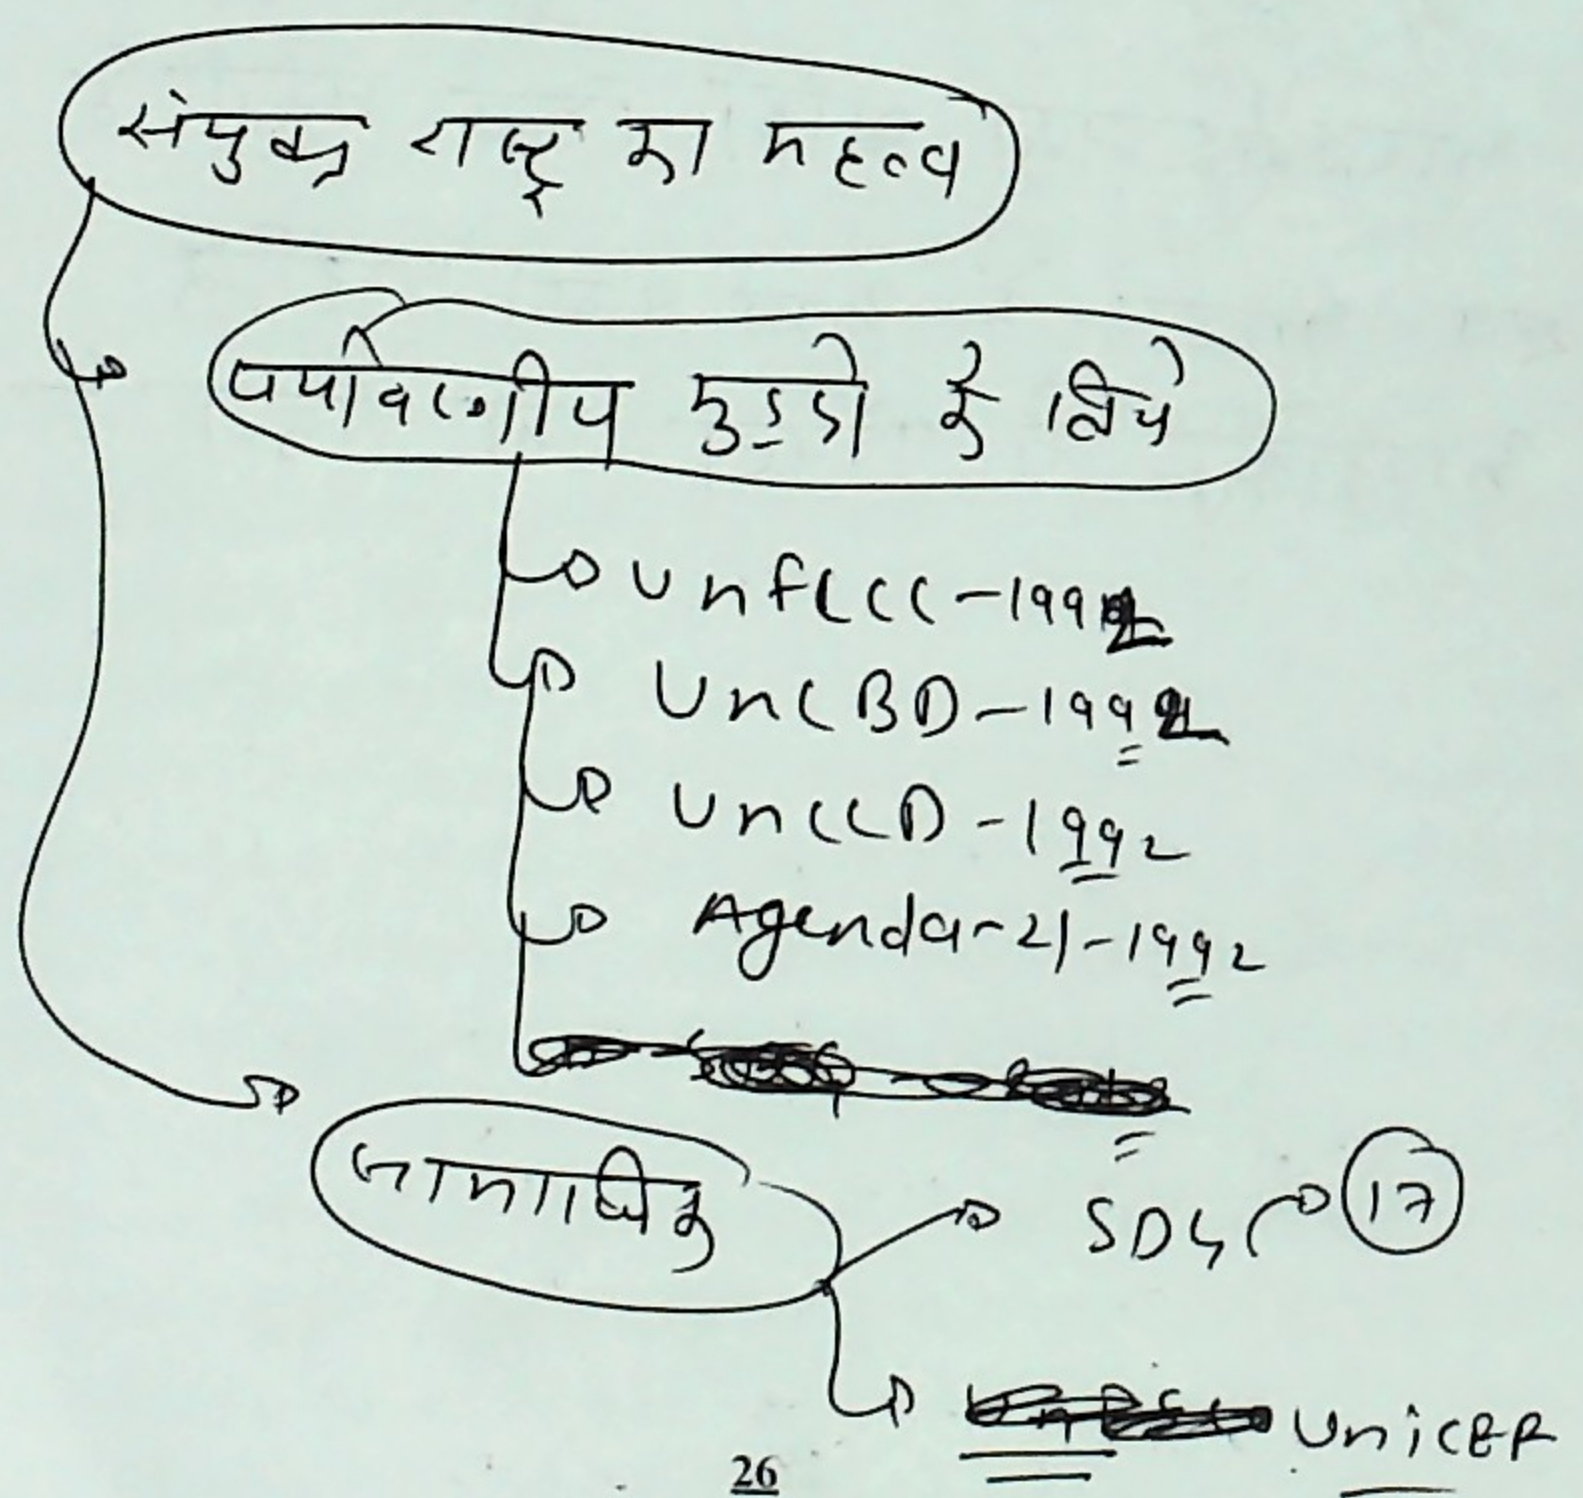 संयुक्त राष्ट्र का महत्व
पर्यावरणीय मुद्दो के लिये
UnFCCC-1992
UnCBD-1992
UnCCD-1992
Agenda-21-1992
सामाजिक
SDG 17
UniCEF
26